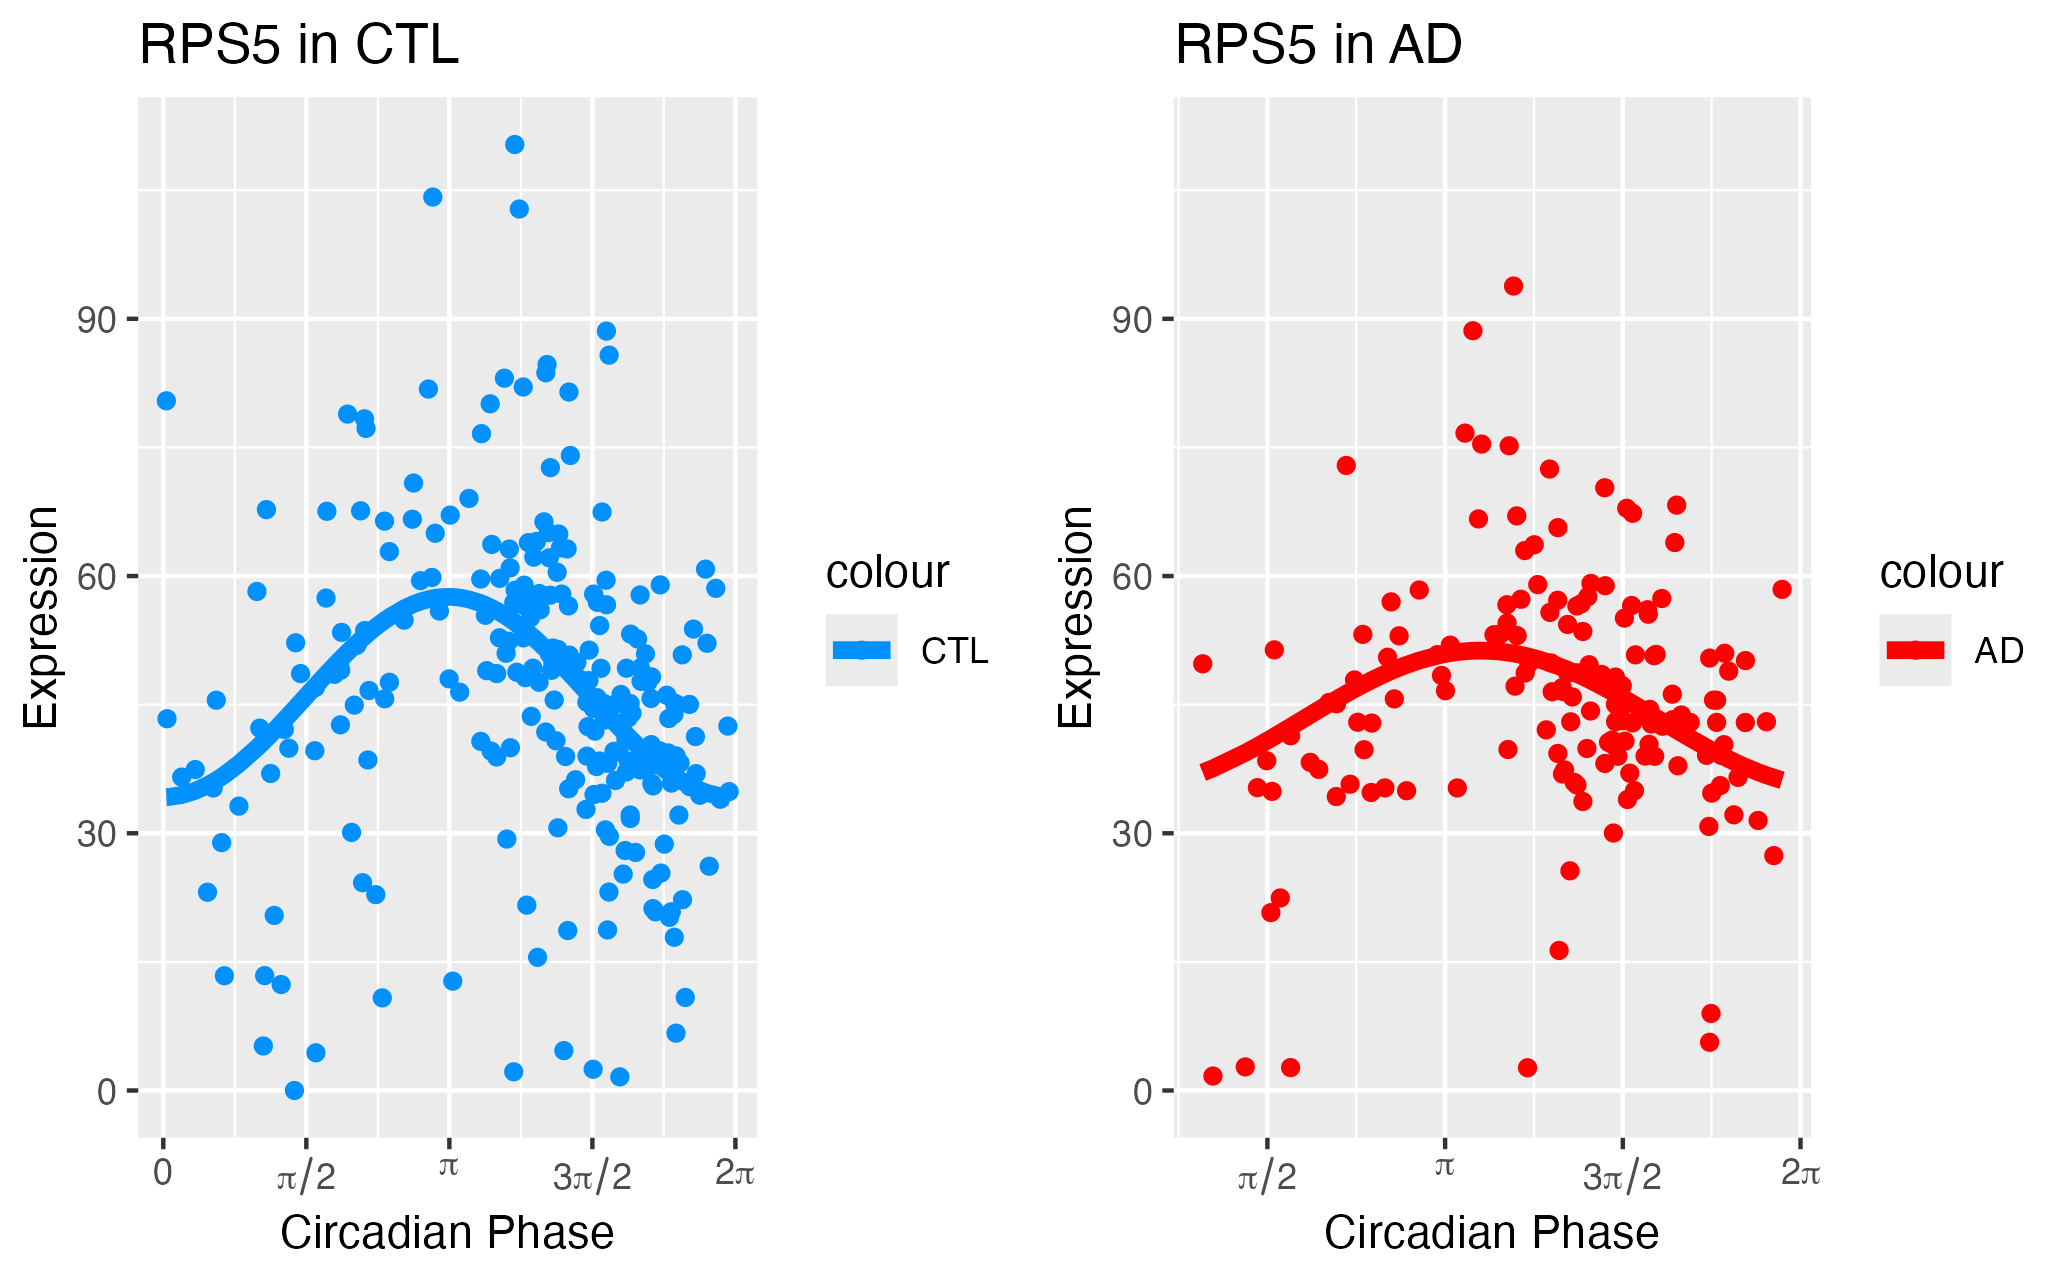 RPS5 in CTL
Expression
90
60
30
0
0 π/2 π 3π/2 2π
Circadian Phase
colour
CTL
RPS5 in AD
Expression
90
60
30
0
π/2 π 3π/2 2π
Circadian Phase
colour
AD